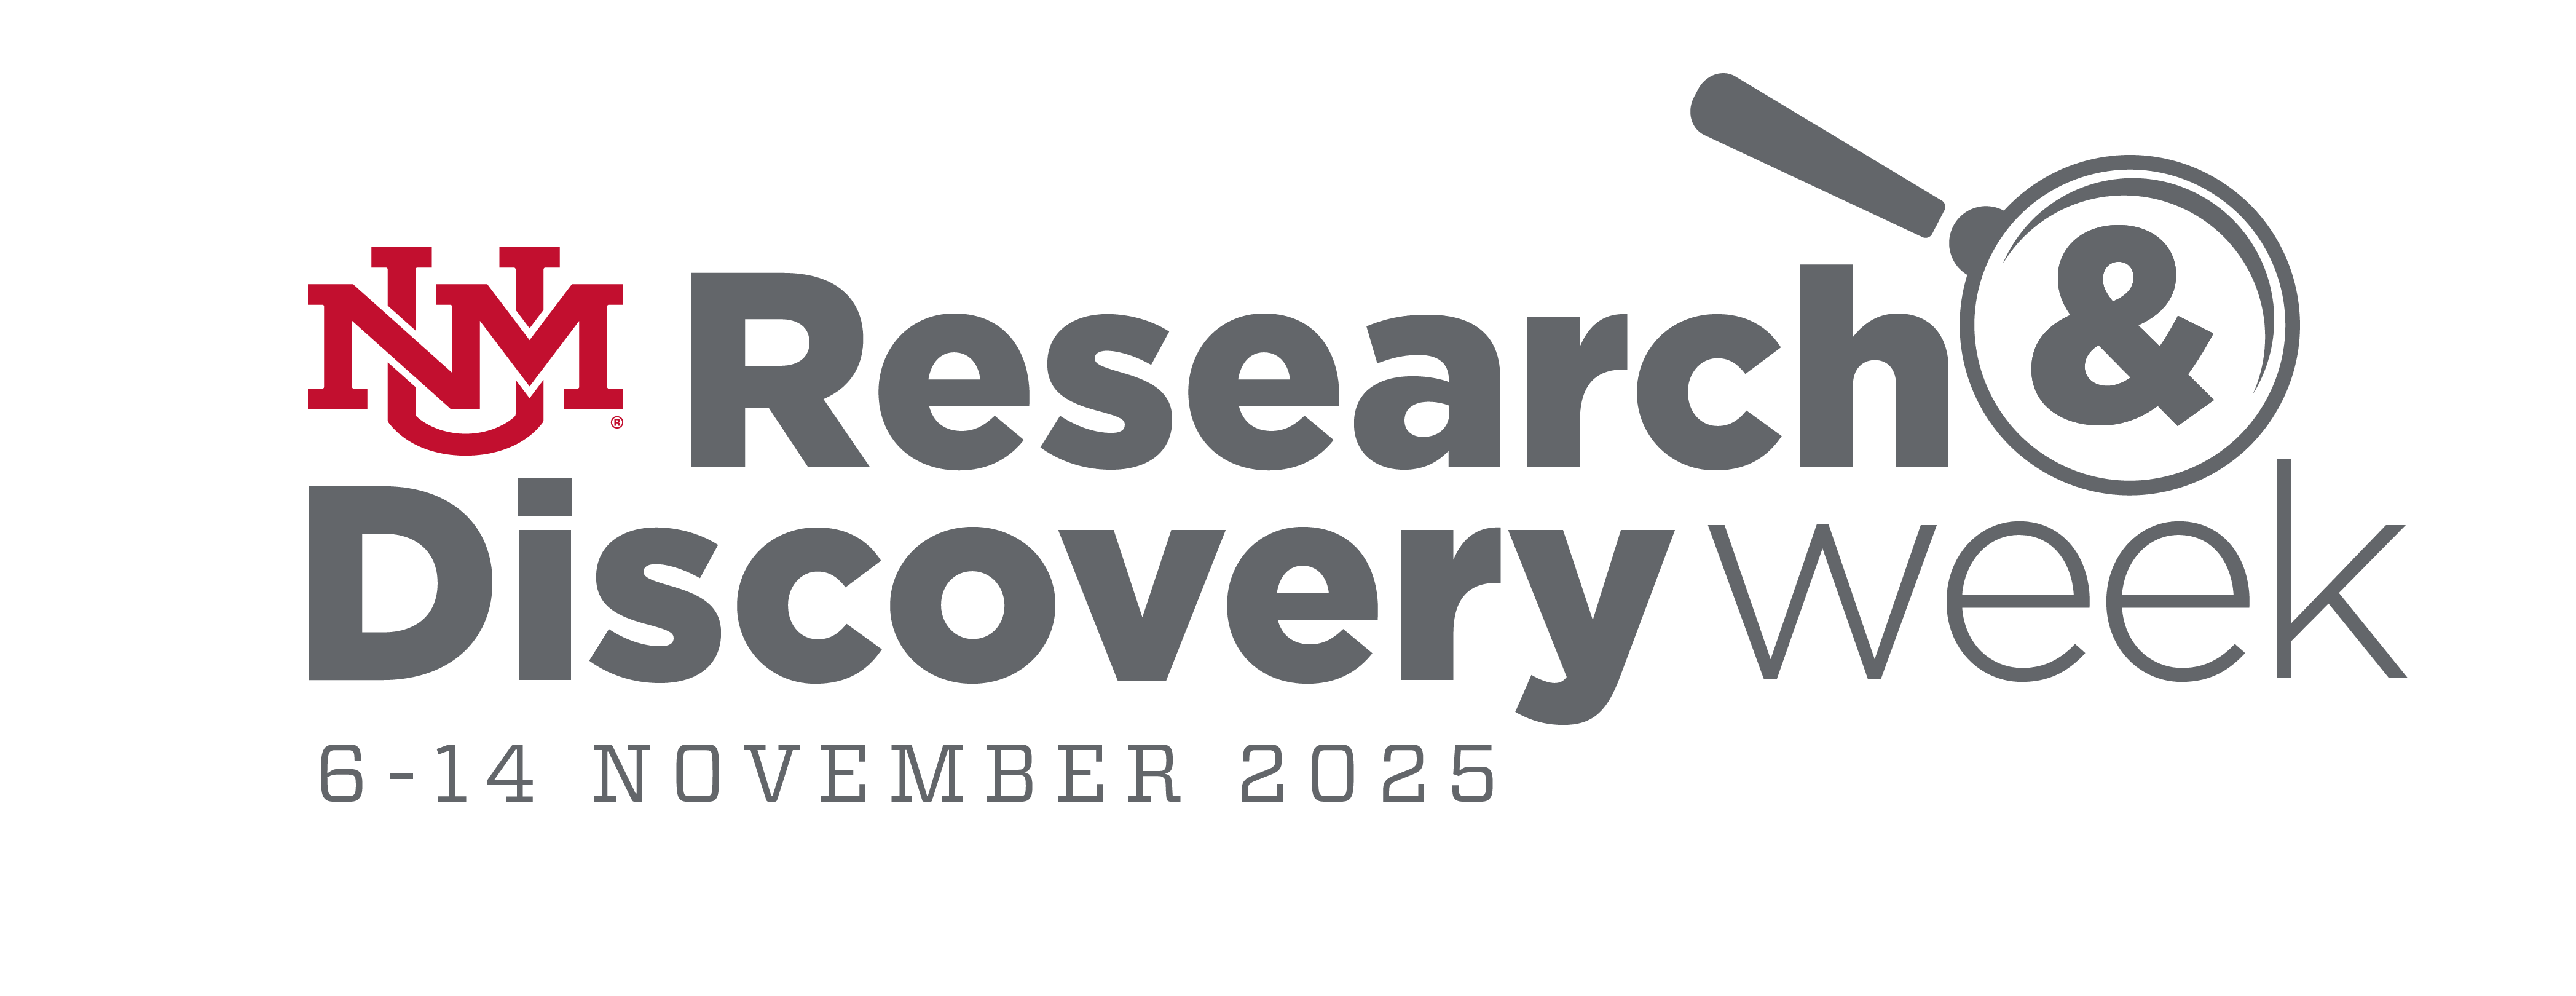 UNM® Research &
Discovery week
6-14 NOVEMBER 2025